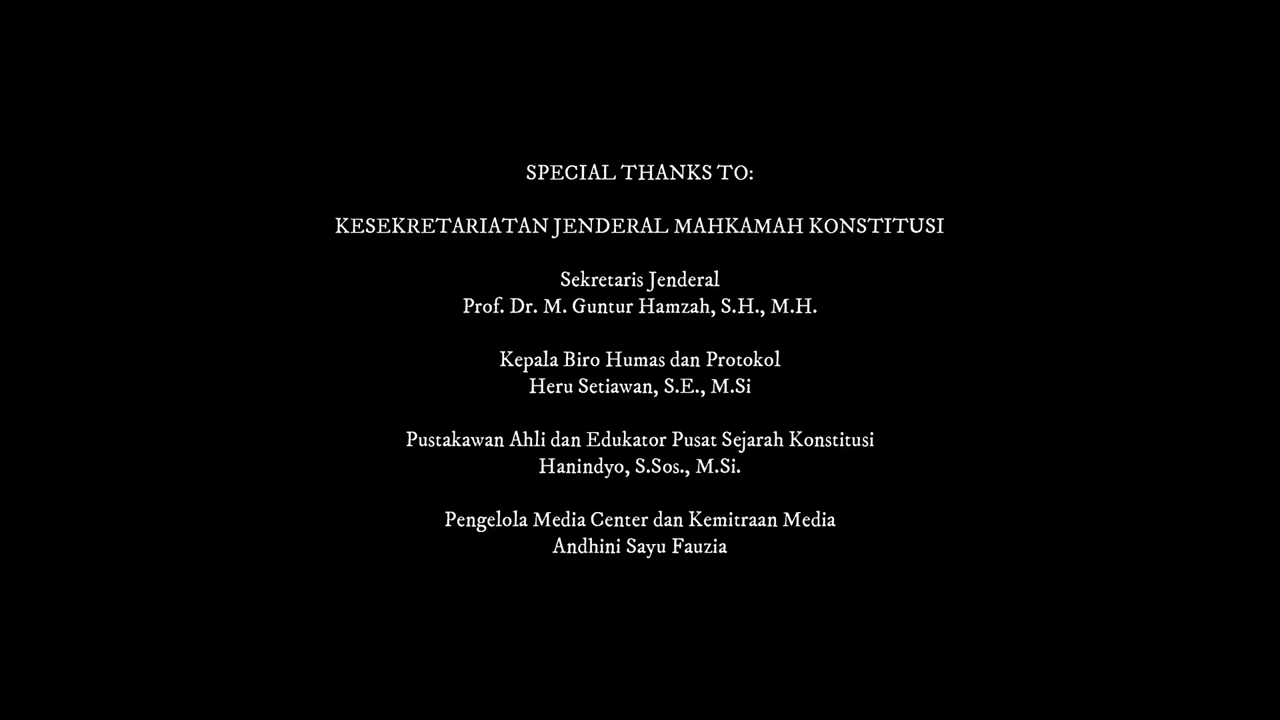 SPECIAL THANKS TO:
KESEKRETARIATAN JENDERAL MAHKAMAH KONSTITUSI
Sekretaris Jenderal
Prof. Dr. M. Guntur Hamzah, S.H., M.H.
Kepala Biro Humas dan Protokol
Heru Setiawan, S.E., M.Si
Pustakawan Ahli dan Edukator Pusat Sejarah Konstitusi
Hanindyo, S.Sos., M.Si.
Pengelola Media Center dan Kemitraan Media
Andhini Sayu Fauzia